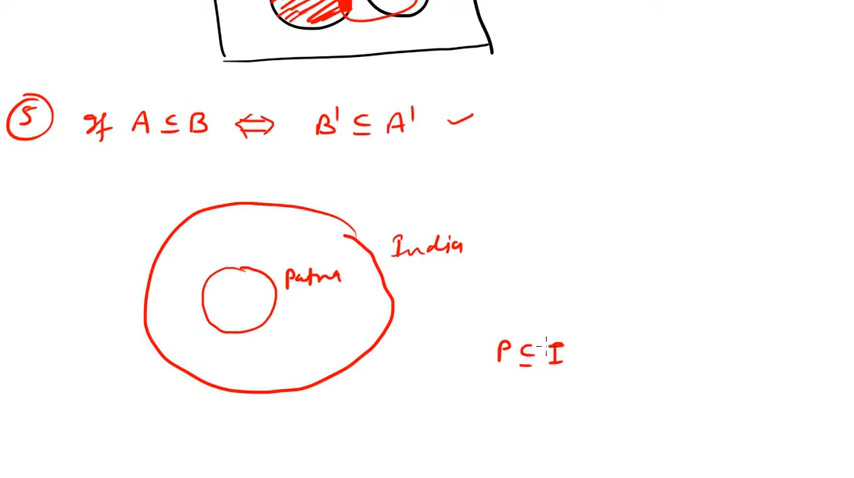 5 If A ⊆ B ⇔ B' ⊆ A' ✓
India
Patna
P ⊆ I